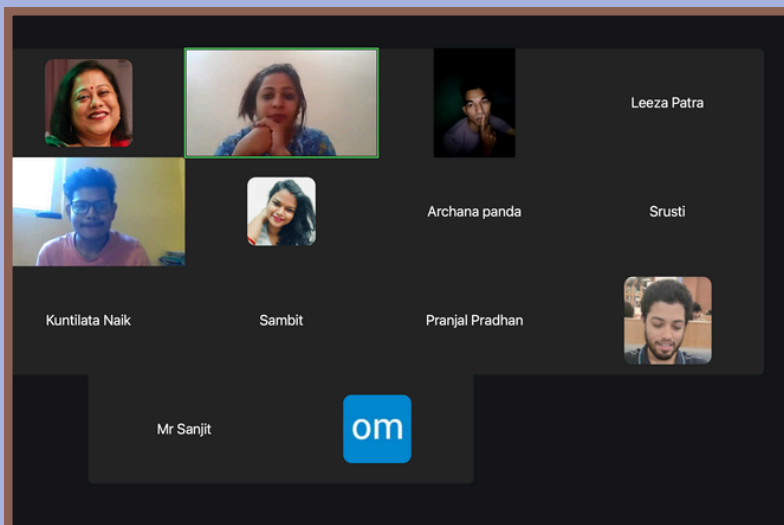 Leeza Patra
Archana panda
Srusti
Kuntilata Naik
Sambit
Pranjal Pradhan
Mr Sanjit
om